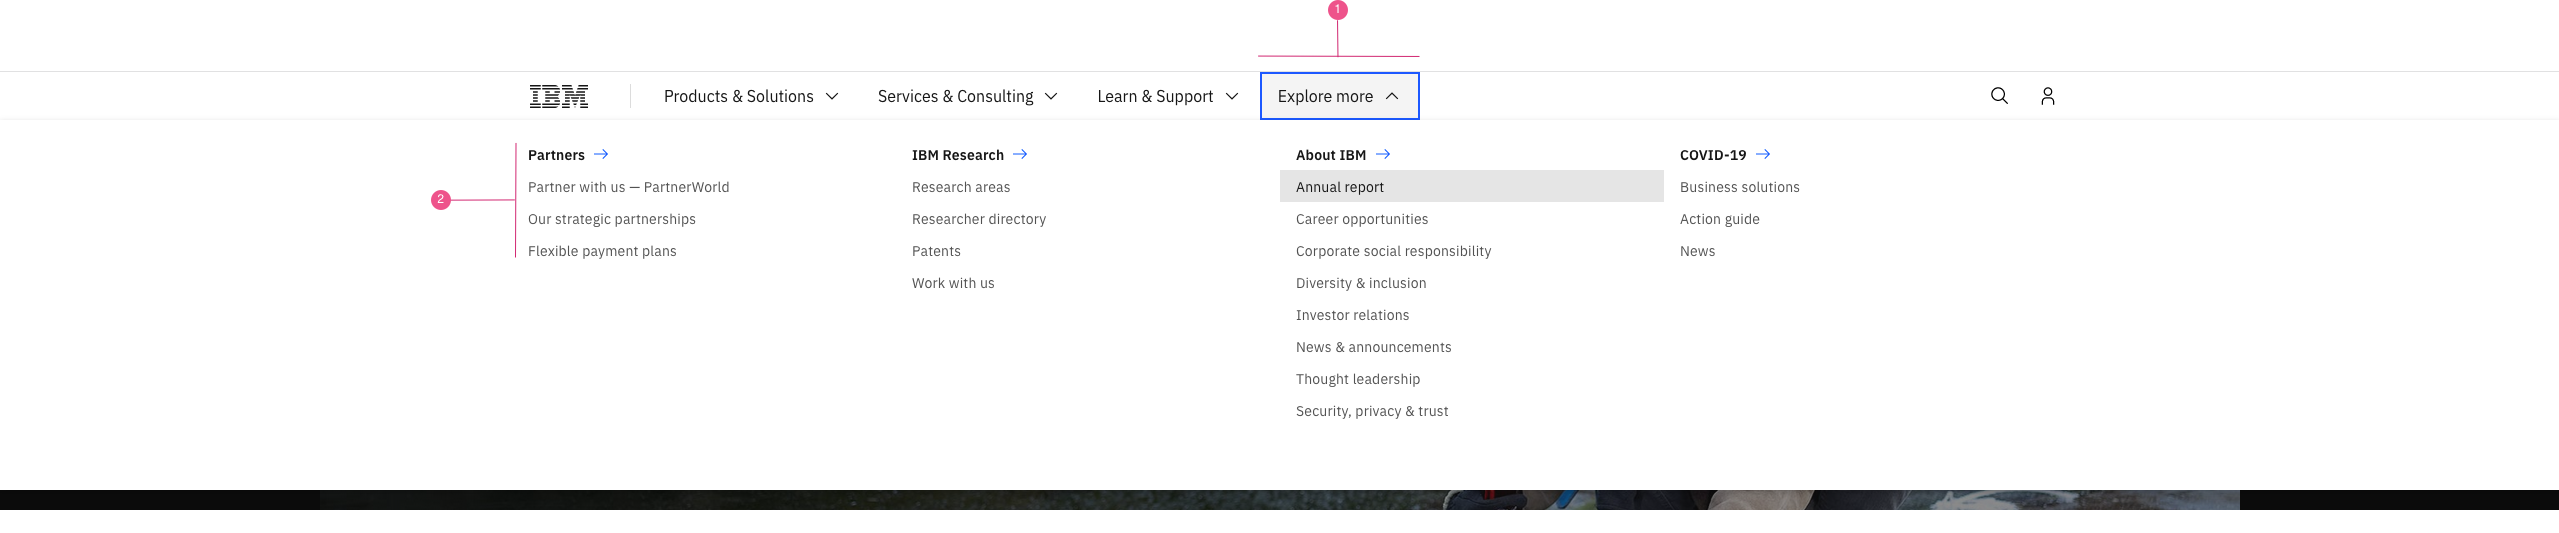 1
IBM
Products & Solutions
Services & Consulting
Learn & Support
Explore more
2
Partners
Partner with us — PartnerWorld
Our strategic partnerships
Flexible payment plans
IBM Research
Research areas
Researcher directory
Patents
Work with us
About IBM
Annual report
Career opportunities
Corporate social responsibility
Diversity & inclusion
Investor relations
News & announcements
Thought leadership
Security, privacy & trust
COVID-19
Business solutions
Action guide
News